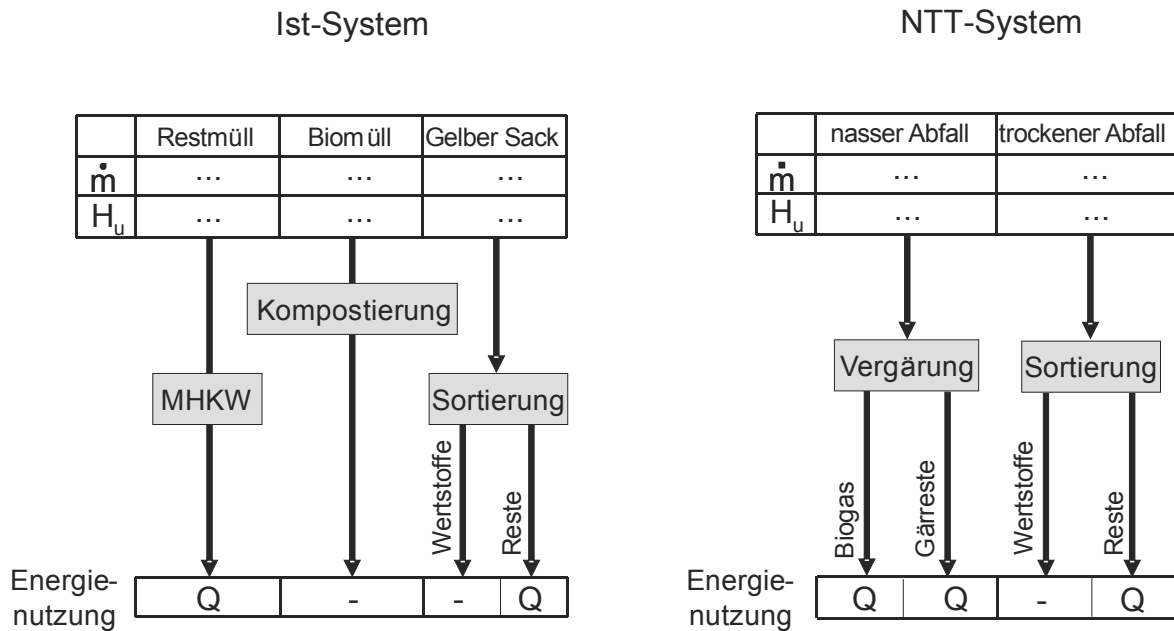 Ist-System
Restmüll Biomüll Gelber Sack
ṁ ... ... ...
Hu ... ... ...
Kompostierung
MHKW Sortierung
Wertstoffe Reste
Energie-
nutzung
Q - - Q
NTT-System
nasser Abfall trockener Abfall
ṁ ... ...
Hu ... ...
Vergärung Sortierung
Biogas Gärreste Wertstoffe Reste
Energie-
nutzung
Q Q - Q